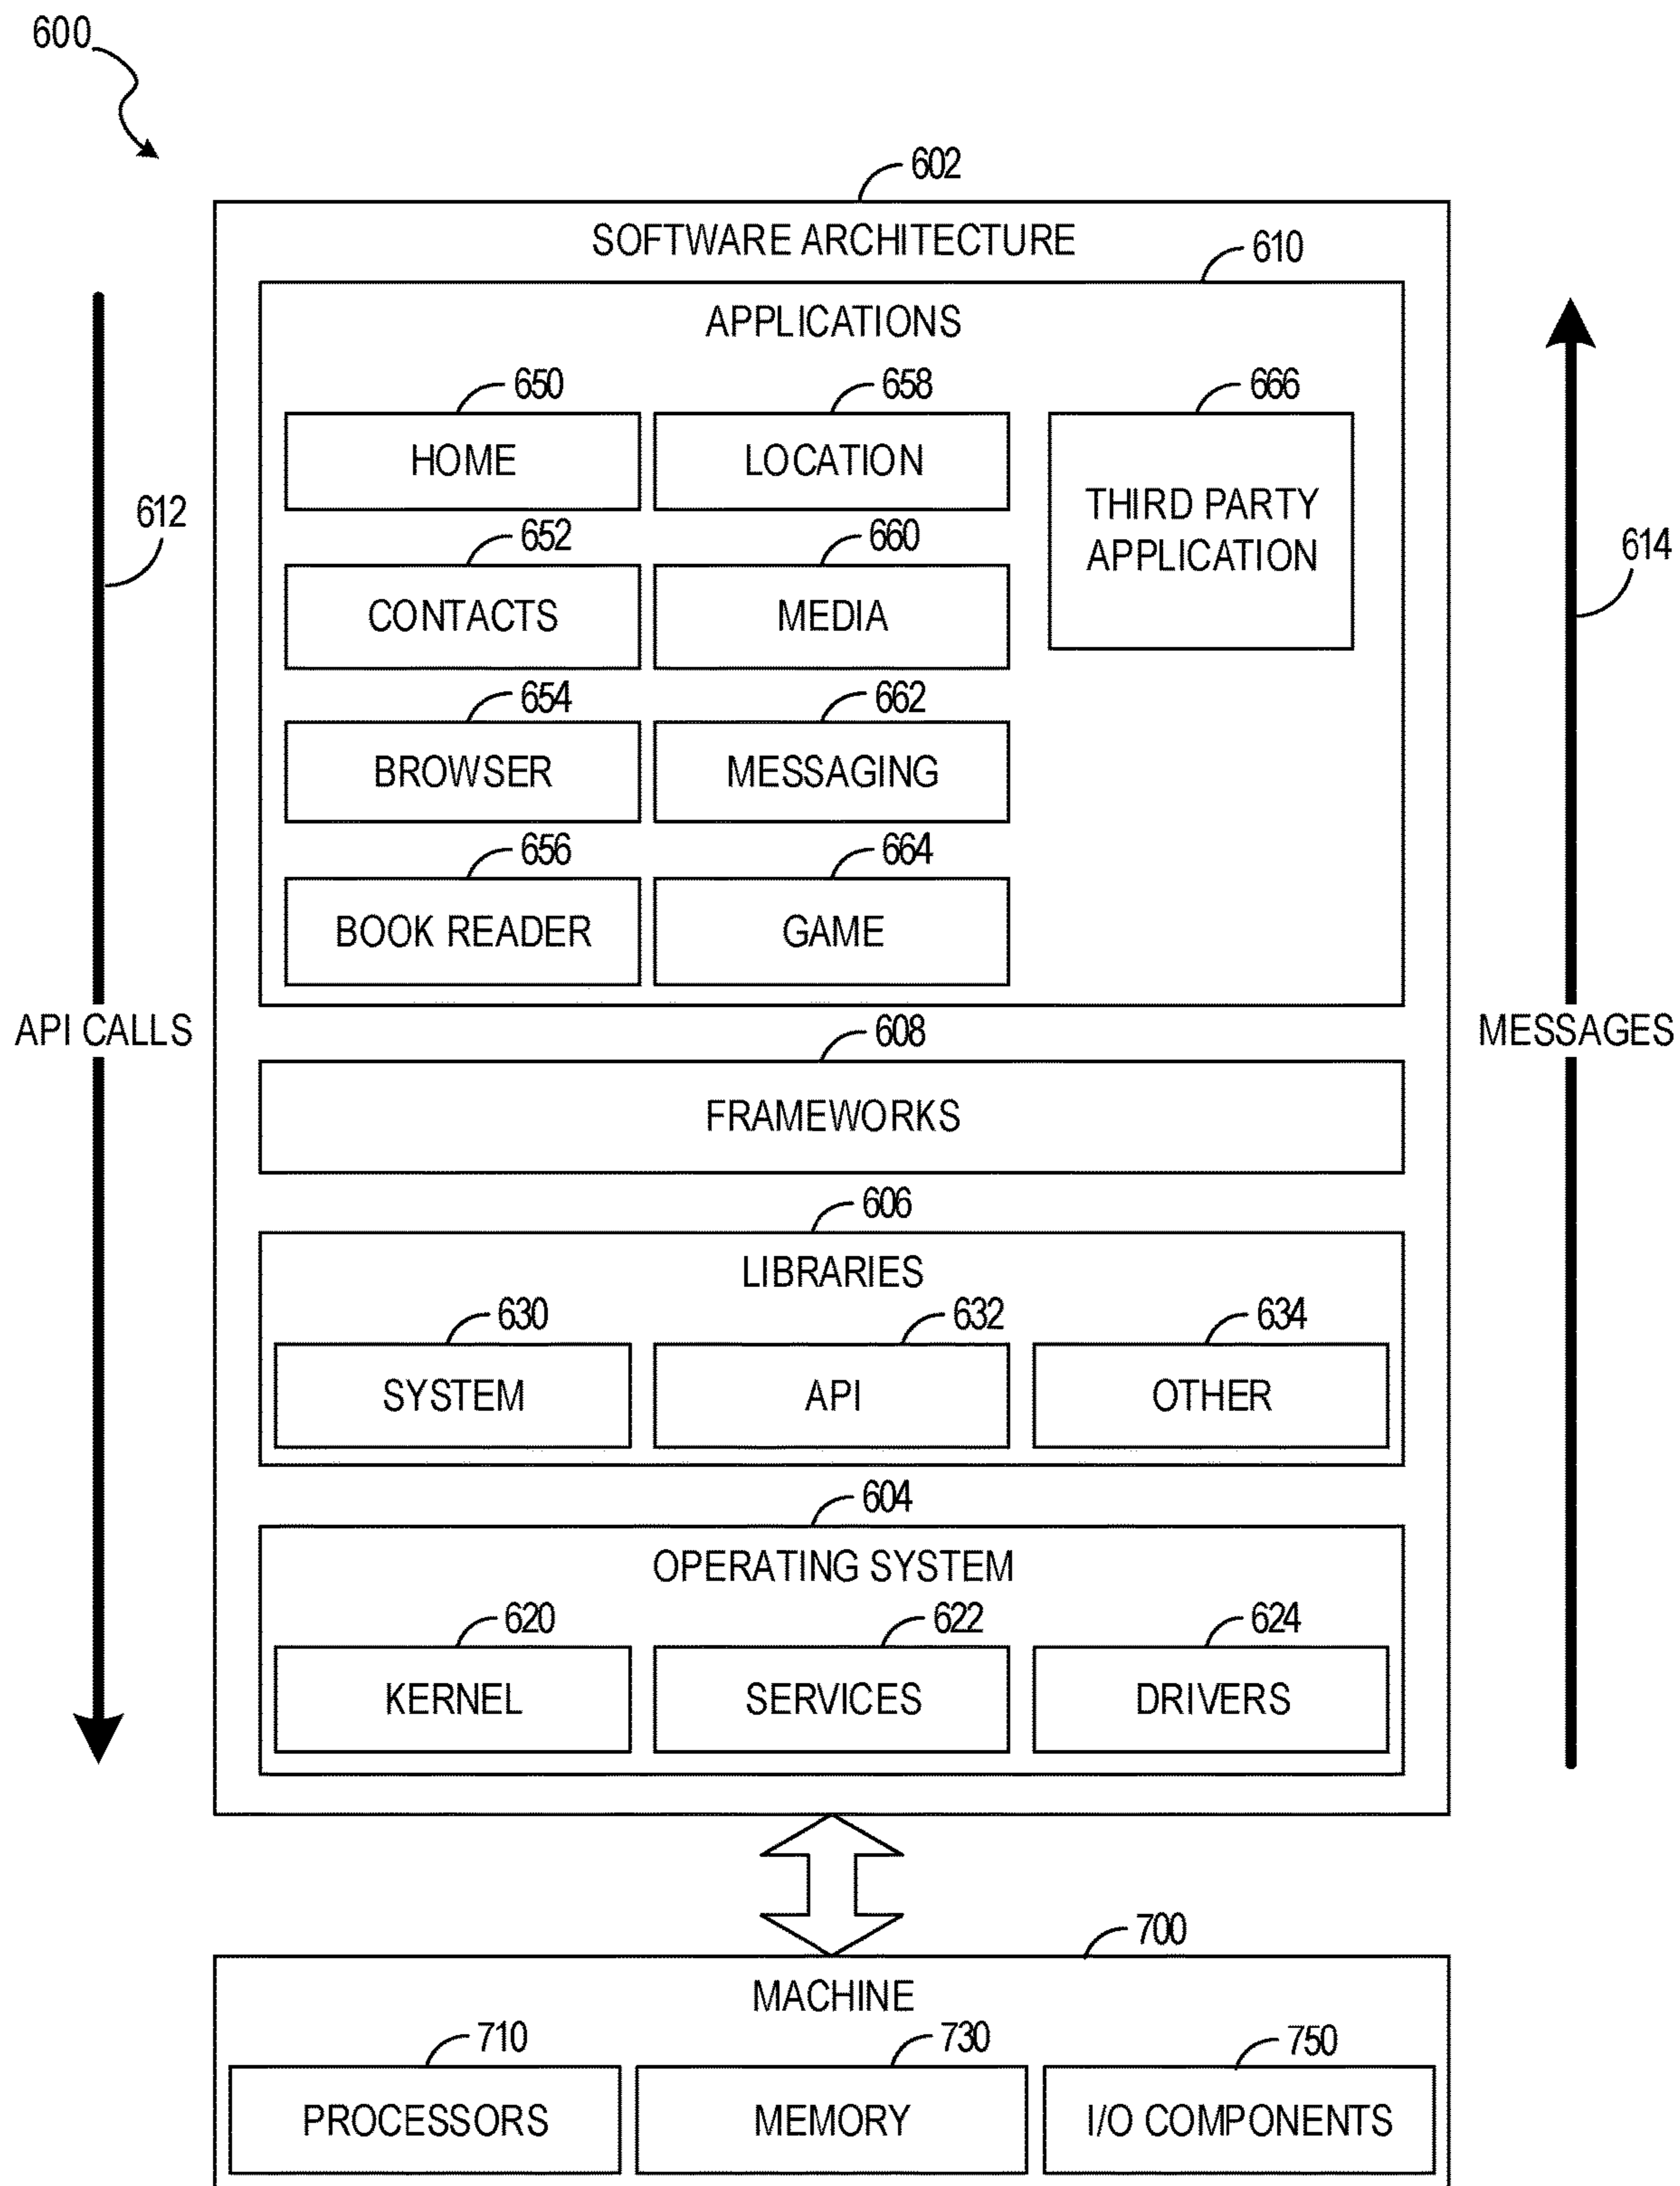 600
602
SOFTWARE ARCHITECTURE
610
APPLICATIONS
650
658
666
HOME
LOCATION
THIRD PARTY
APPLICATION
612
652
660
614
CONTACTS
MEDIA
654
662
BROWSER
MESSAGING
656
664
BOOK READER
GAME
API CALLS
608
MESSAGES
FRAMEWORKS
606
LIBRARIES
630
632
634
SYSTEM
API
OTHER
604
OPERATING SYSTEM
620
622
624
KERNEL
SERVICES
DRIVERS
700
MACHINE
710
730
750
PROCESSORS
MEMORY
I/O COMPONENTS